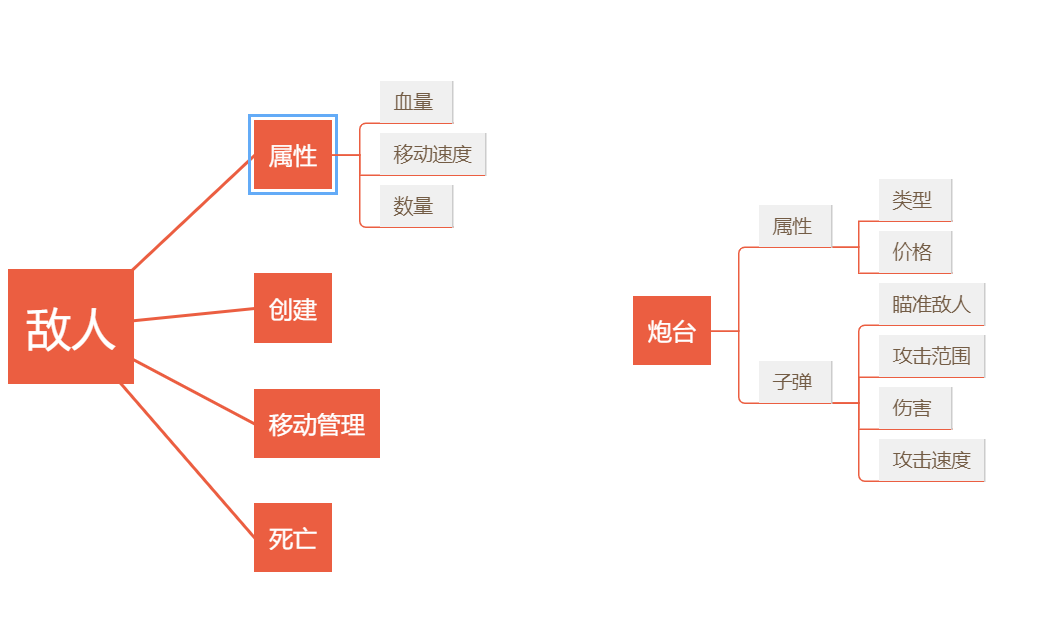 敌人
属性
血量
移动速度
数量
创建
移动管理
死亡
炮台
属性
类型
价格
子弹
瞄准敌人
攻击范围
伤害
攻击速度